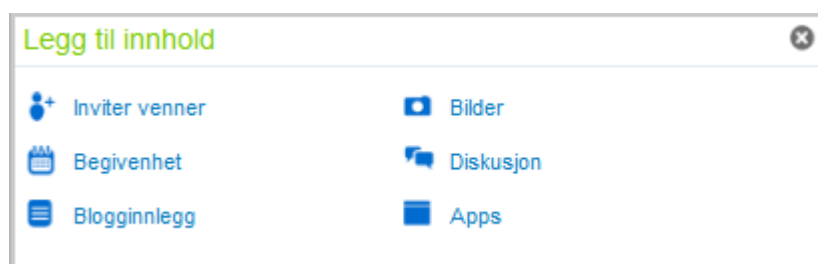 Legg til innhold
Inviter venner
Bilder
Begivenhet
Diskusjon
Blogginnlegg
Apps